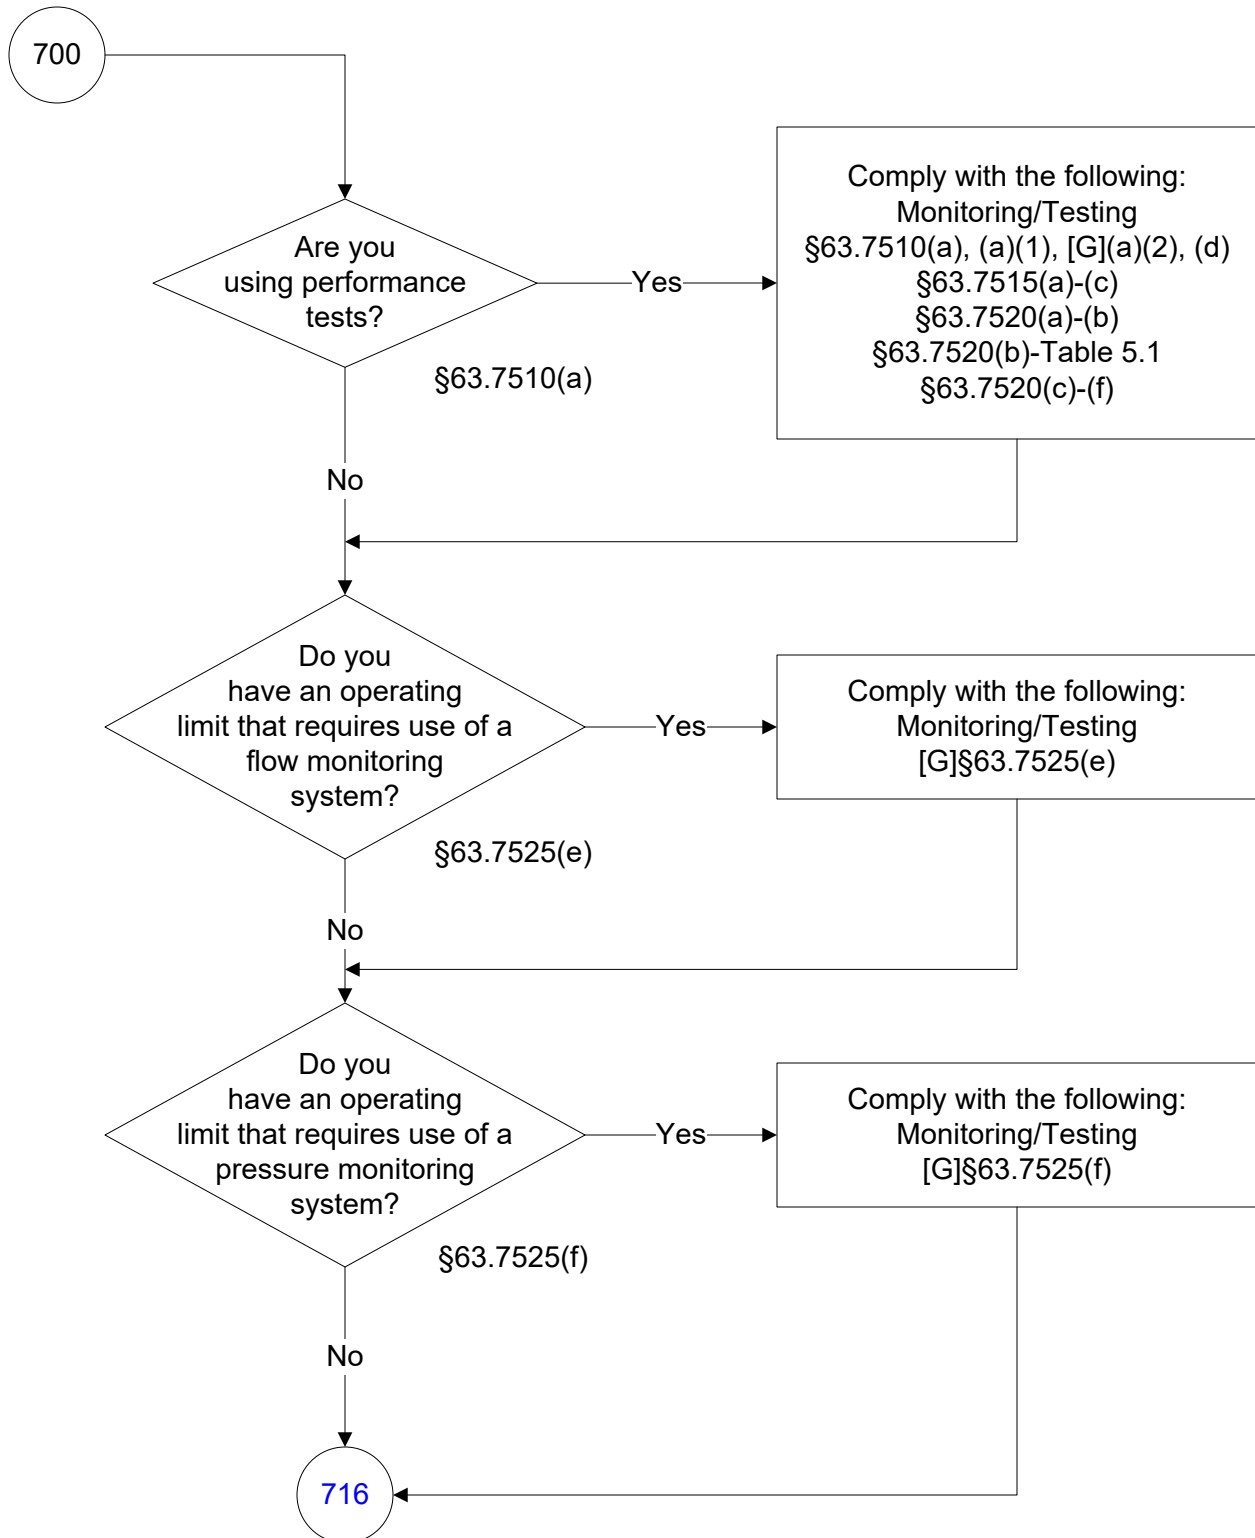 700
Are you
using performance
tests?
Yes
Comply with the following:
Monitoring/Testing
§63.7510(a), (a)(1), [G](a)(2), (d)
§63.7515(a)-(c)
§63.7520(a)-(b)
§63.7520(b)-Table 5.1
§63.7520(c)-(f)
§63.7510(a)
No
Do you
have an operating
limit that requires use of a
flow monitoring
system?
Yes
Comply with the following:
Monitoring/Testing
[G]§63.7525(e)
§63.7525(e)
No
Do you
have an operating
limit that requires use of a
pressure monitoring
system?
Yes
Comply with the following:
Monitoring/Testing
[G]§63.7525(f)
§63.7525(f)
No
716